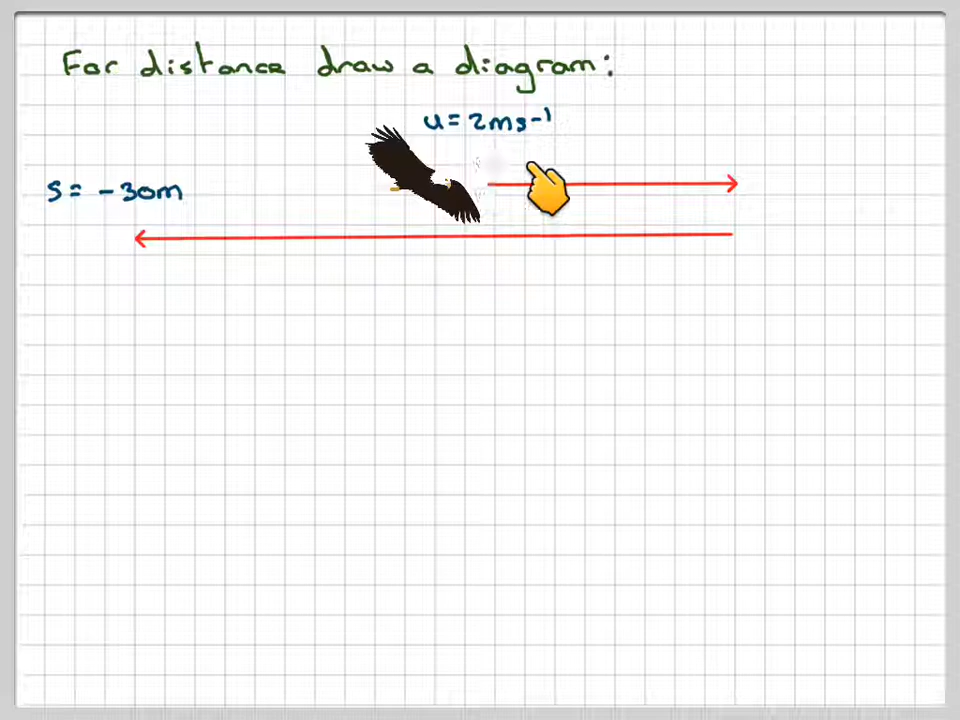 For distance draw a diagram:
u = 2ms-1
s = -30m